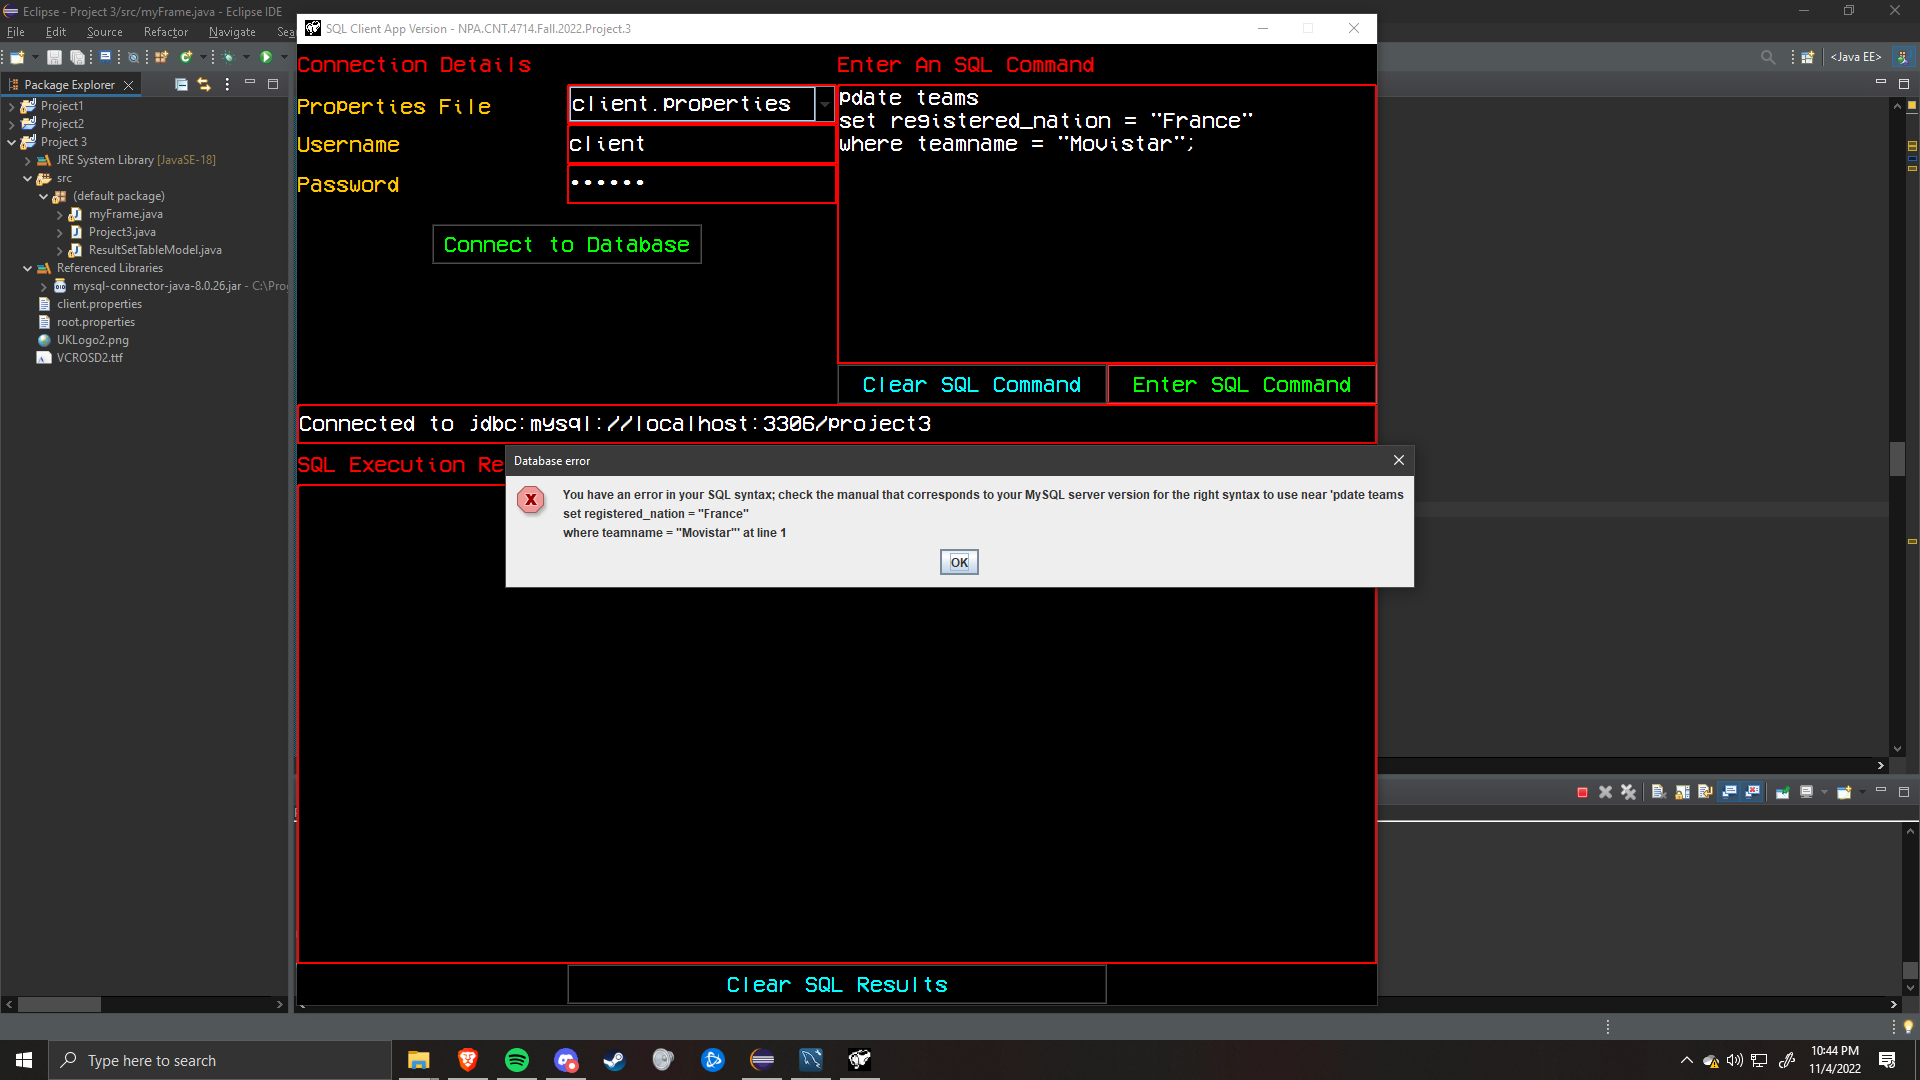 Eclipse - Project 3/src/myFrame.java - Eclipse IDE
File Edit Source Refactor Navigate
<Java EE>
Package Explorer
Project1
Project2
Project 3
JRE System Library [JavaSE-18]
src
(default package)
myFrame.java
Project3.java
ResultSetTableModel.java
Referenced Libraries
mysql-connector-java-8.0.26.jar -
client.properties
root.properties
UKLogo2.png
VCROSD2.ttf
SQL Client App Version - NPA.CNT.4714.Fall.2022.Project.3
Connection Details
Properties File
client.properties
Username
client
Password
••••••
Connect to Database
Enter An SQL Command
pdate teams
set registered_nation = "France"
where teamname = "Movistar";
Clear SQL Command
Enter SQL Command
Connected to jdbc:mysql://localhost:3306/project3
SQL Execution Re
Database error
You have an error in your SQL syntax; check the manual that corresponds to your MySQL server version for the right syntax to use near 'pdate teams
set registered_nation = "France"
where teamname = "Movistar"' at line 1
OK
Clear SQL Results
Type here to search
10:44 PM
11/4/2022